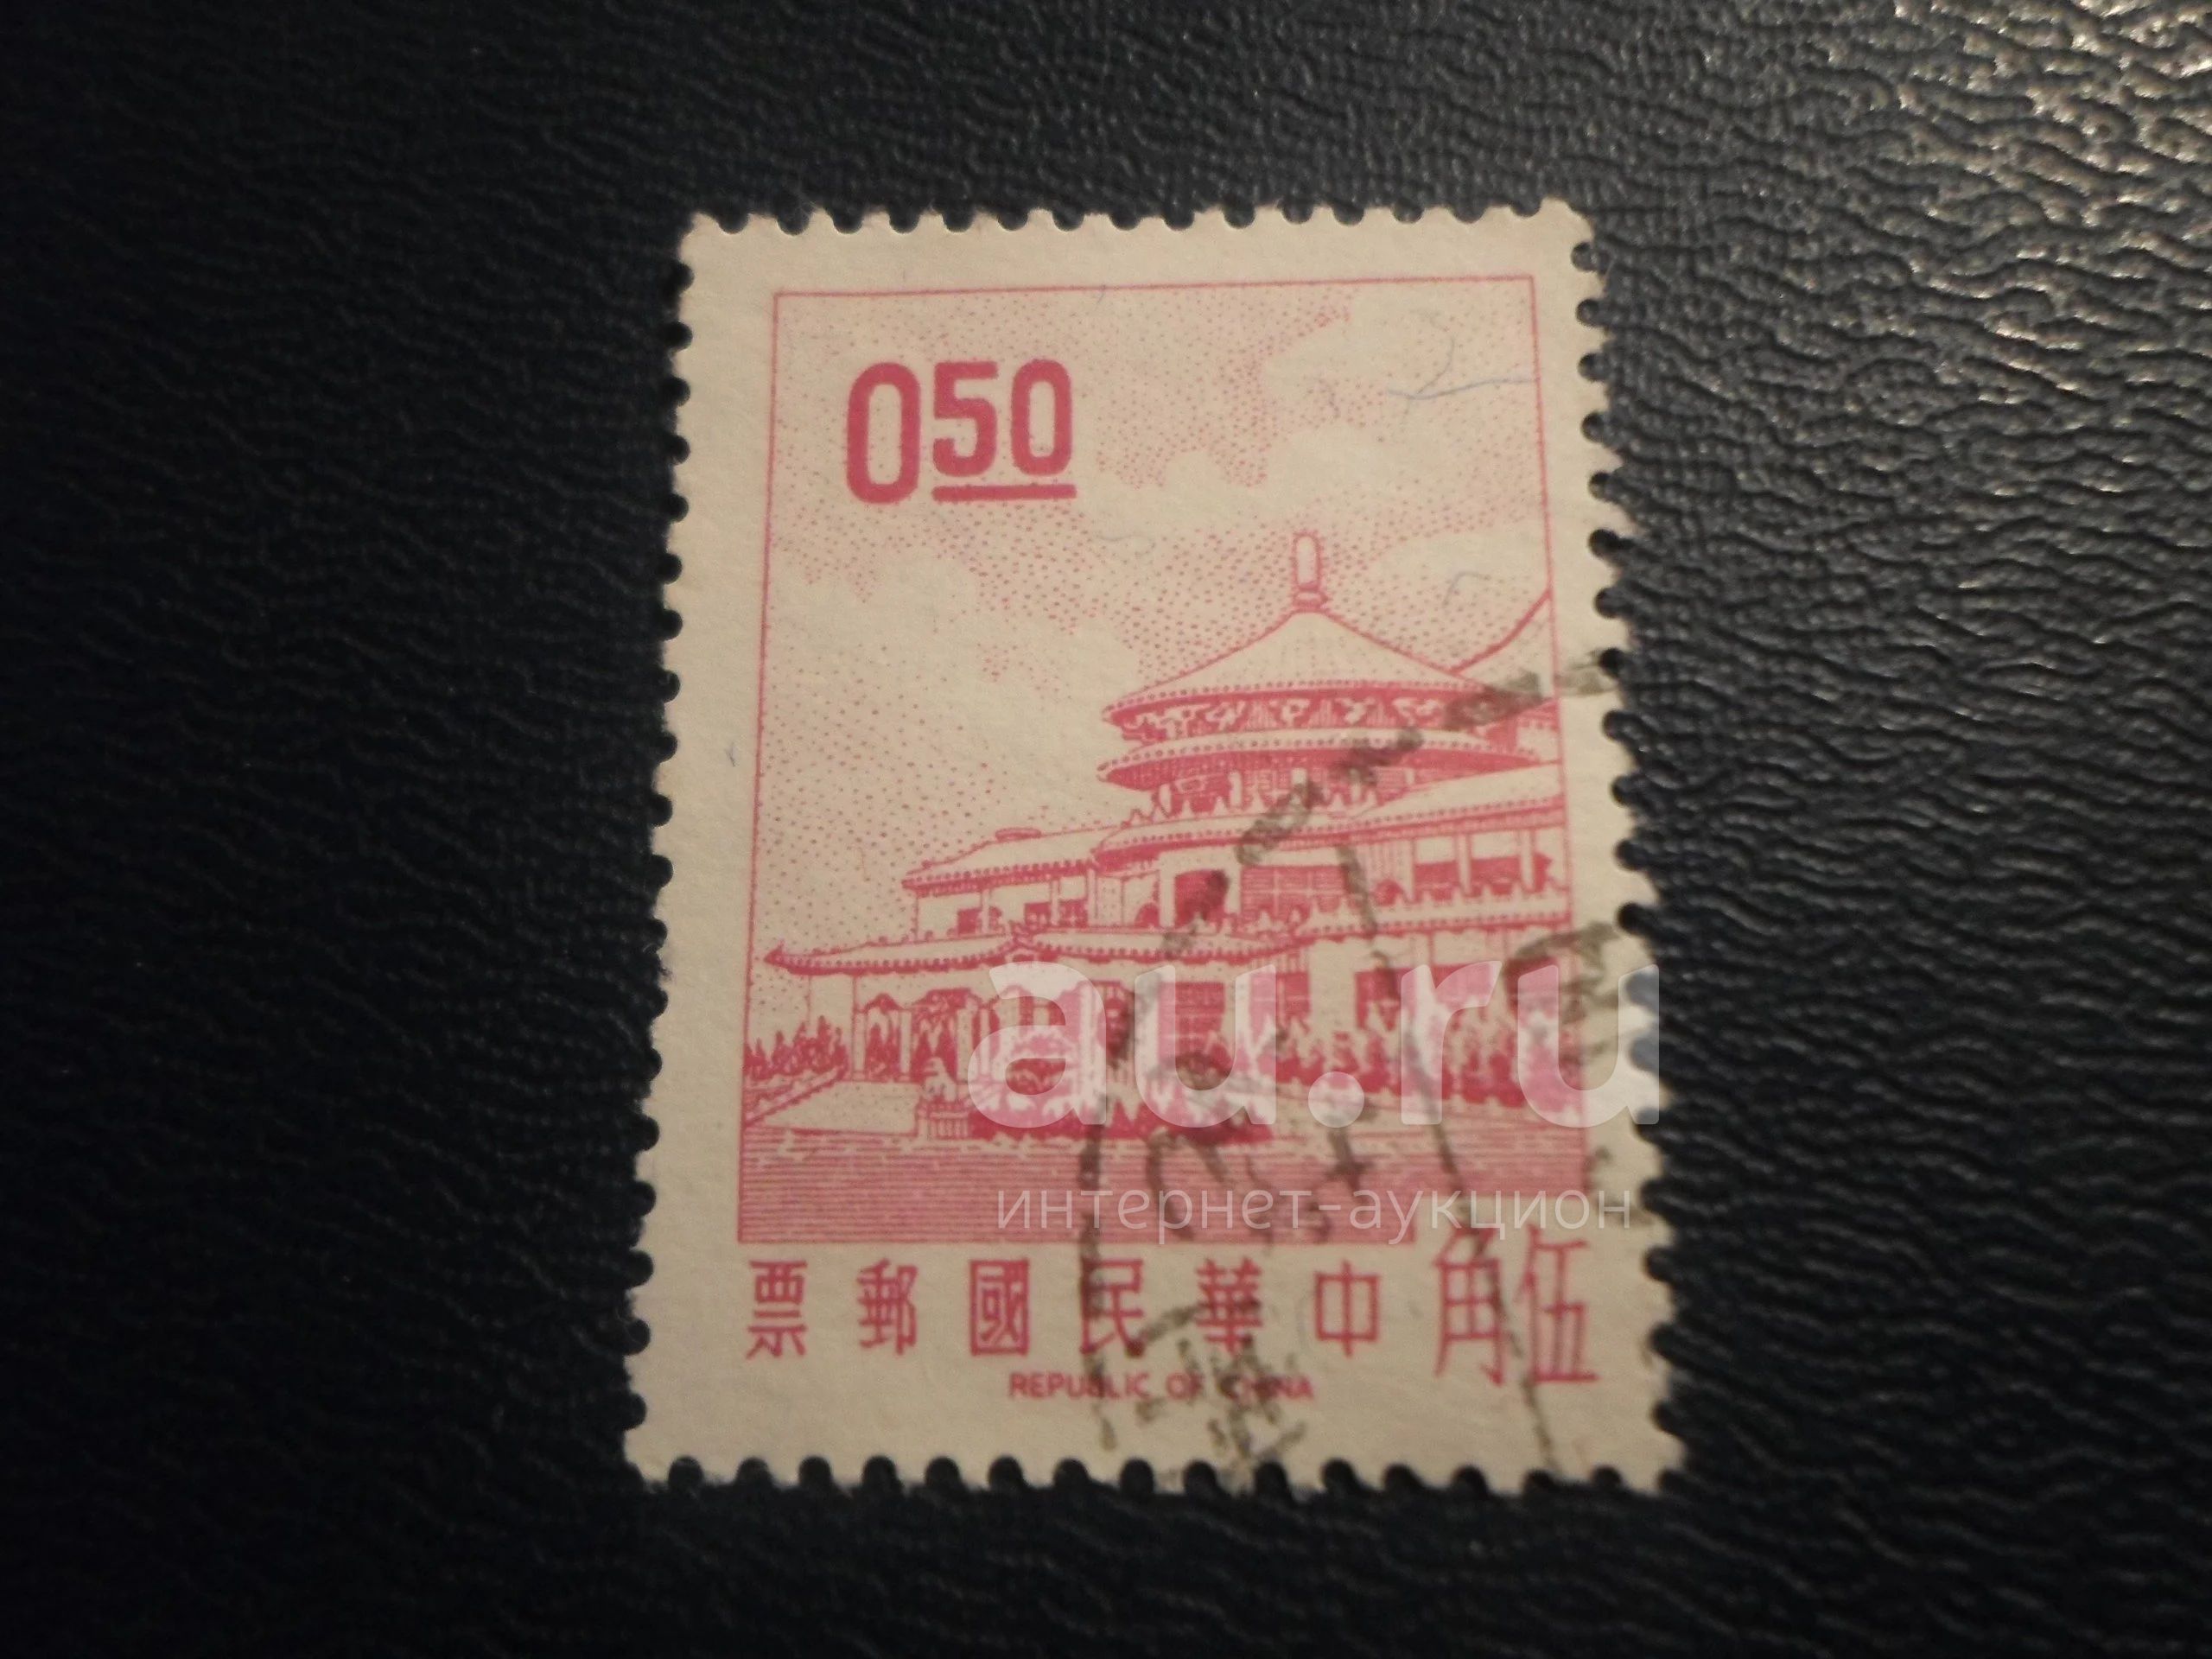 0.50
au.ru
интернет-аукцион
伍角
中華民國郵票
REPUBLIC OF CHINA